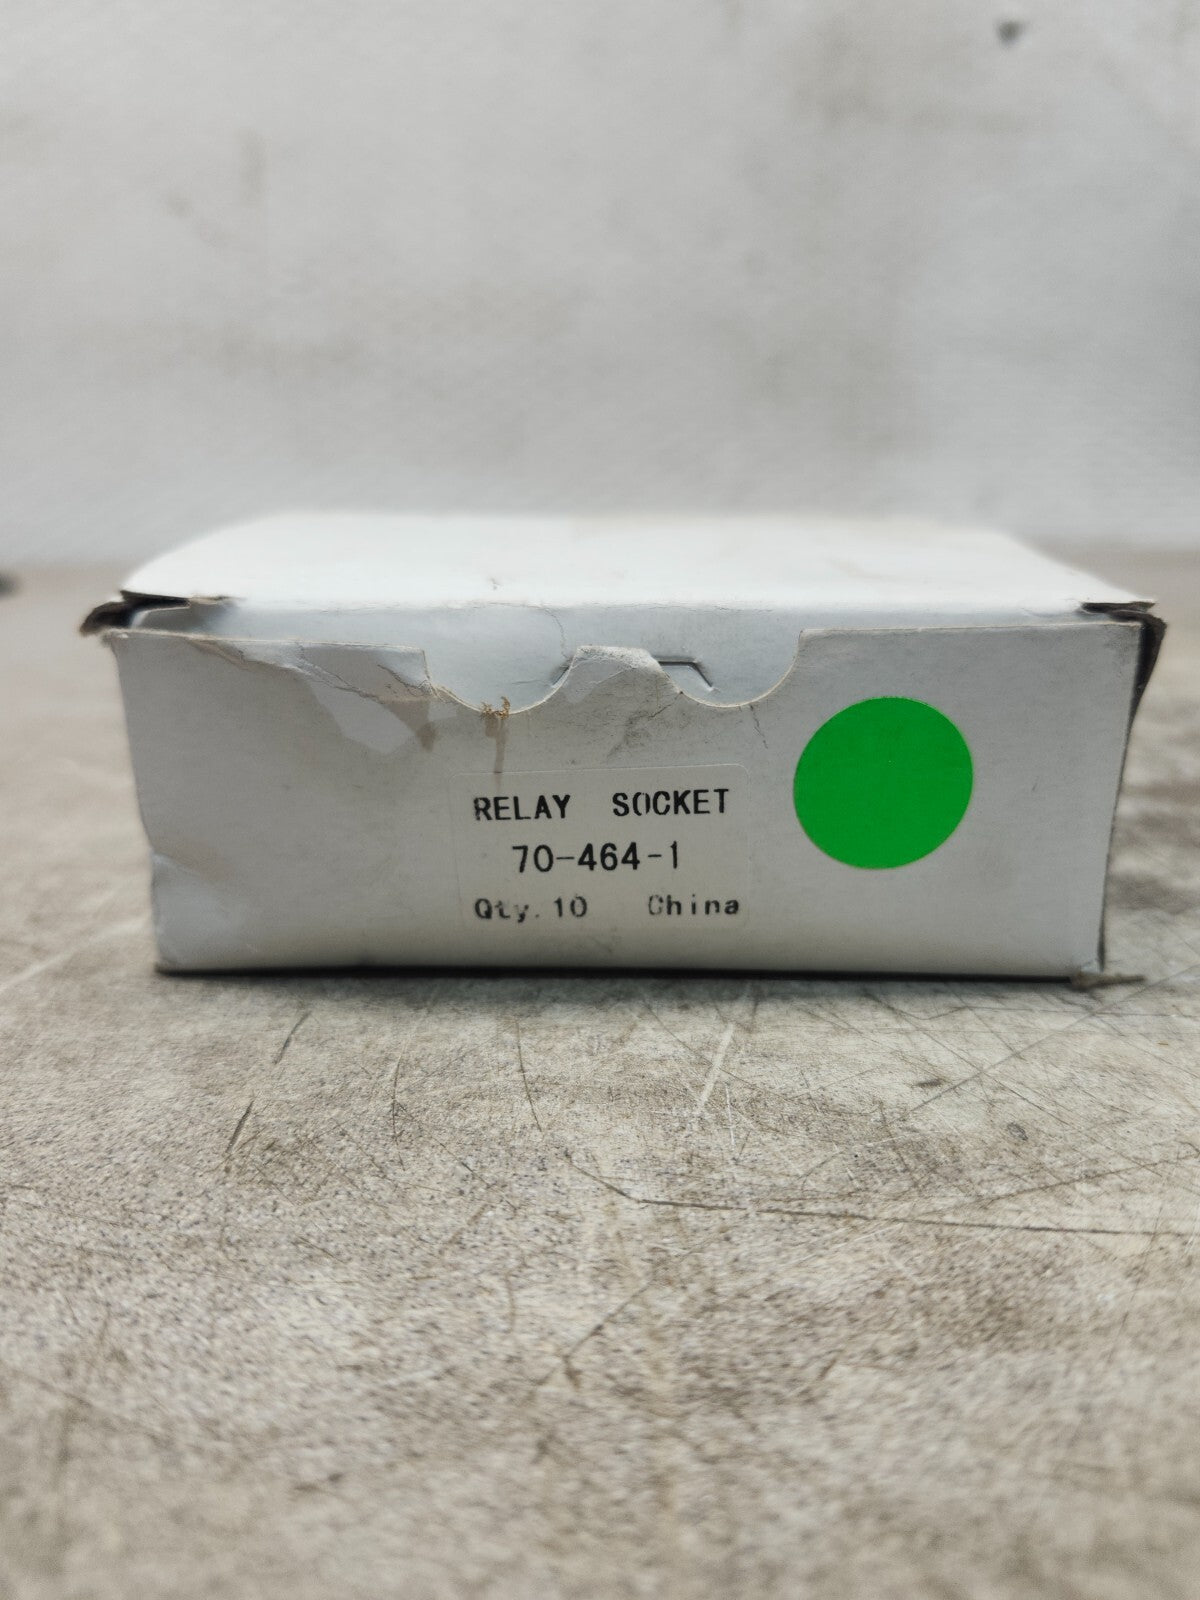 RELAY SOCKET
70-464-1
Qty. 10 China